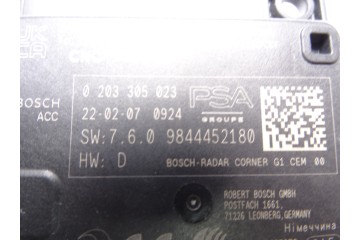 0 203 305 023
22-02-07 0924
PSA
GROUPE
BOSCH
ACC
SW:7.6.0 9844452180
HW: D
BOSCH-RADAR CORNER G1 CEM 00
ROBERT BOSCH GMBH
POSTFACH 1661,
71226 LEONBERG, GERMANY
Німеччина